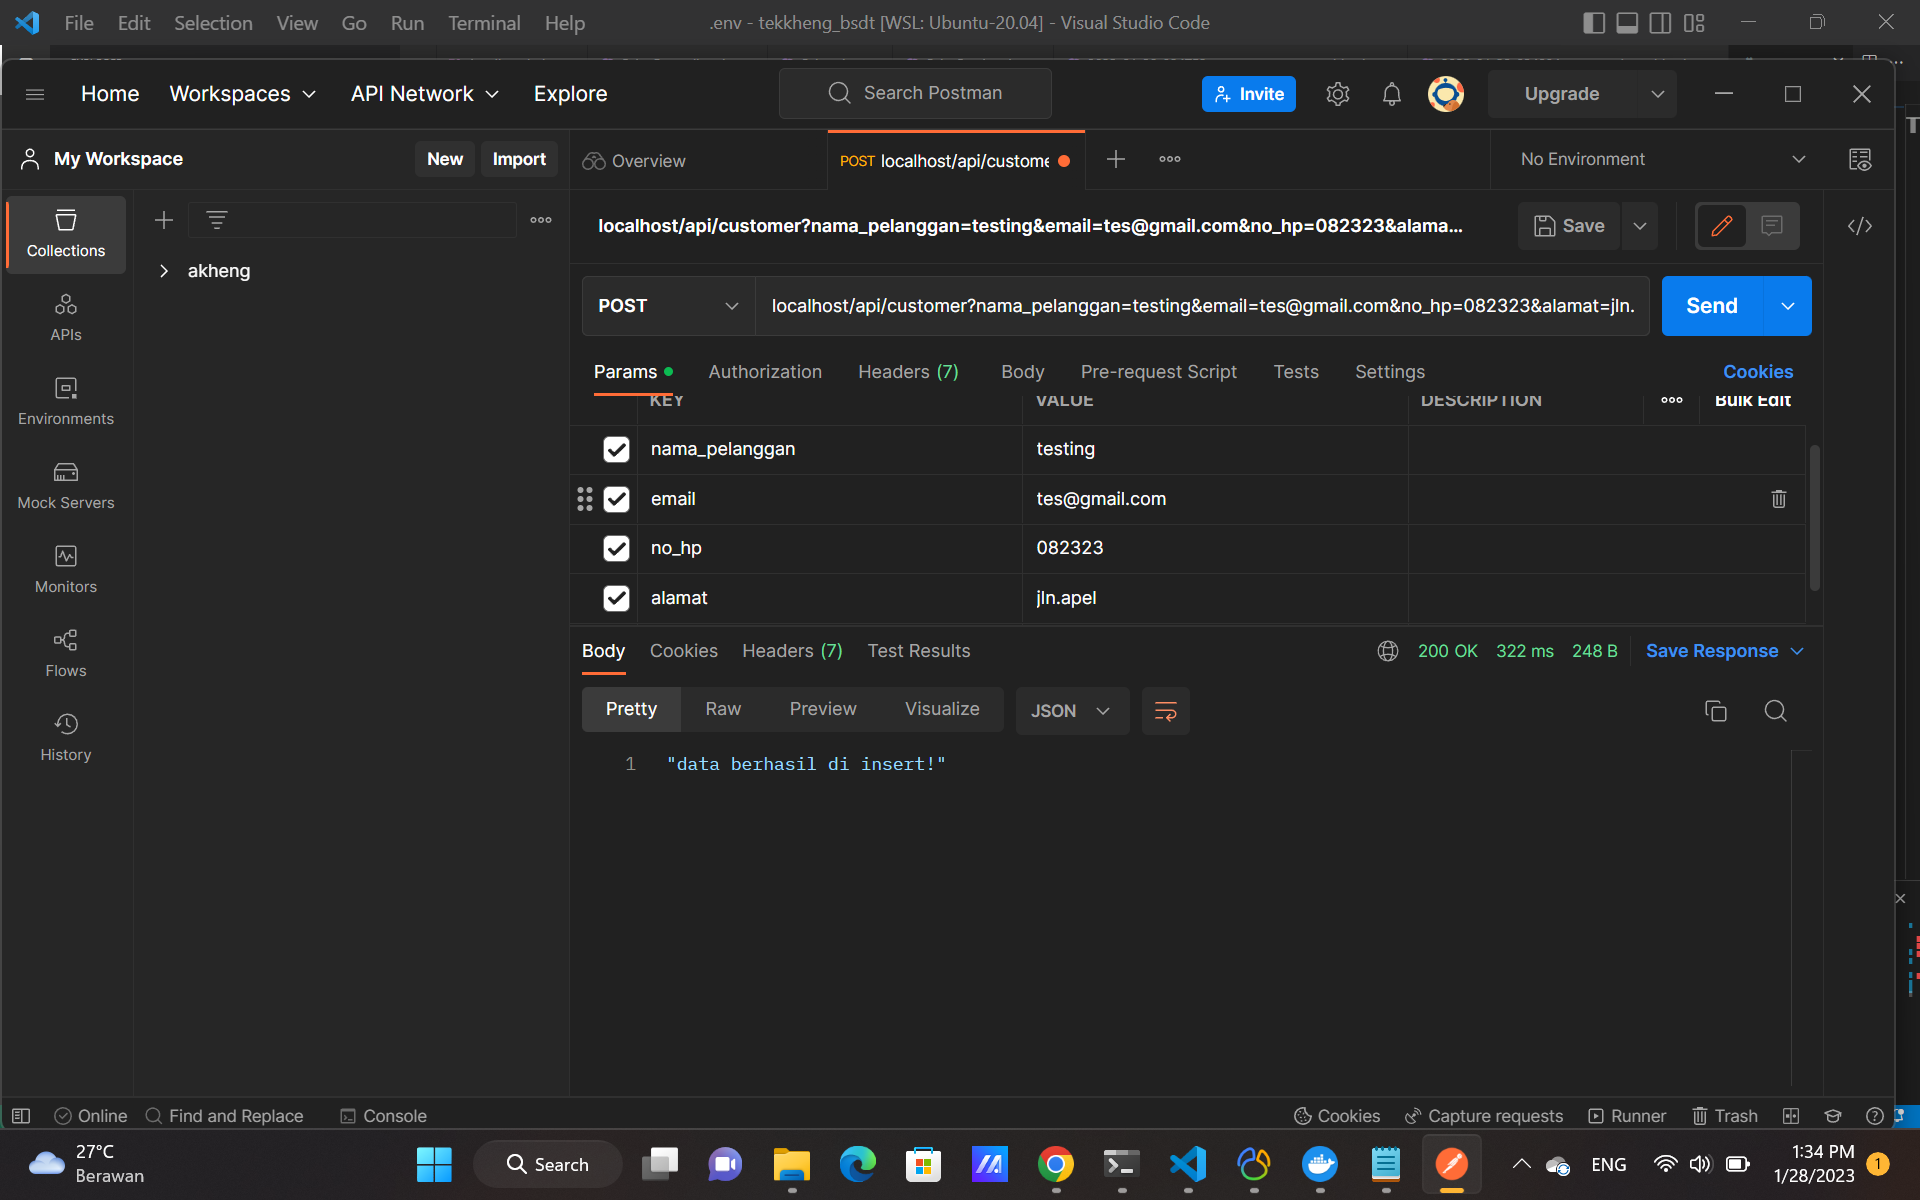 File Edit Selection View Go Run Terminal Help .env - tekkheng_bsdt [WSL: Ubuntu-20.04] - Visual Studio Code
Home Workspaces API Network Explore Search Postman Invite Upgrade
My Workspace New Import Overview POST localhost/api/custome No Environment
localhost/api/customer?nama_pelanggan=testing&email=tes@gmail.com&no_hp=082323&alama... Save
Collections
akheng
POST localhost/api/customer?nama_pelanggan=testing&email=tes@gmail.com&no_hp=082323&alamat=jln. Send
APIs
Params Authorization Headers (7) Body Pre-request Script Tests Settings Cookies
KEY VALUE DESCRIPTION Bulk Edit
Environments
nama_pelanggan testing
email tes@gmail.com
Mock Servers
no_hp 082323
Monitors
alamat jln.apel
Body Cookies Headers (7) Test Results 200 OK 322 ms 248 B Save Response
Flows
Pretty Raw Preview Visualize JSON
History
1 "data berhasil di insert!"
Online Find and Replace Console Cookies Capture requests Runner Trash
27°C
Berawan
Search
ENG
1:34 PM
1/28/2023
1